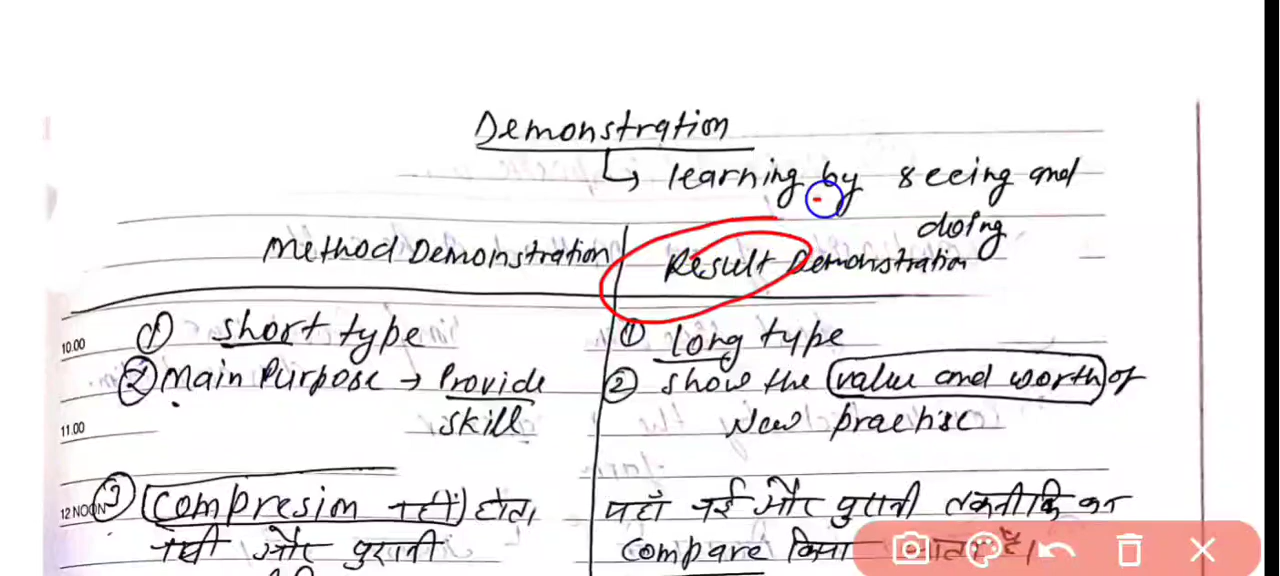 Demonstration
↳ learning by seeing and
doing
Method Demonstration Result Demonstration
10.00 ① short type ① long type
② Main Purpose → Provide ② show the value and worth of
11.00 skill New practise
12 NOON ③ (Compresim नही) होता यहाँ नई और पुरानी तकनीकि का
नयी और पुरानी compare किया